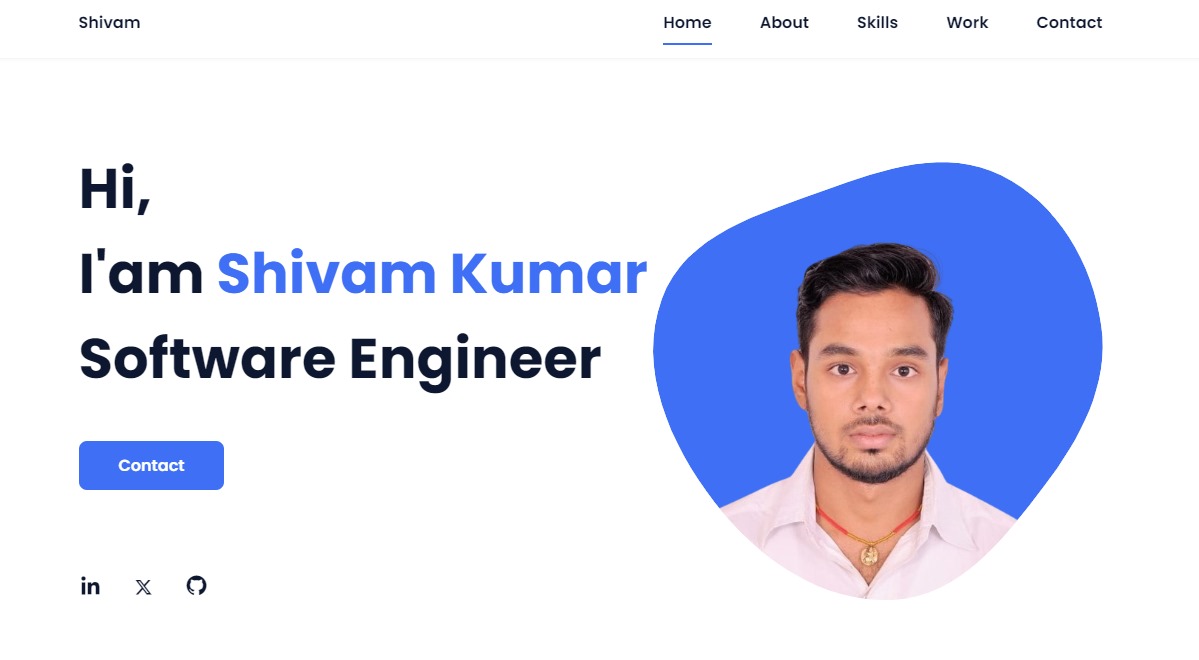 Shivam
Home About Skills Work Contact
Hi,
I'am Shivam Kumar
Software Engineer
Contact
in X